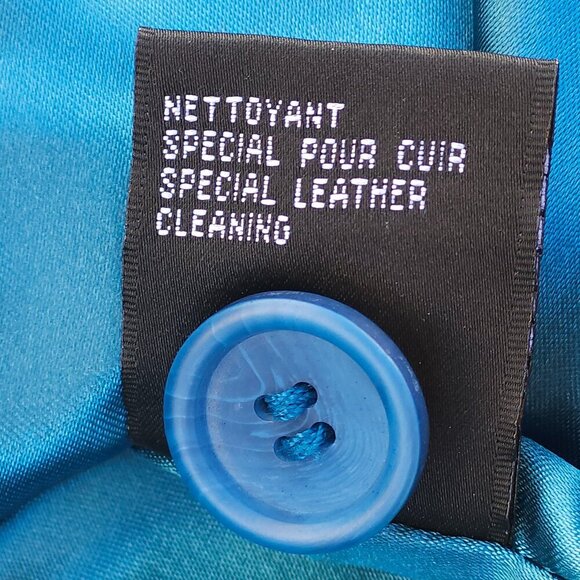 NETTOYANT
SPECIAL POUR CUIR
SPECIAL LEATHER
CLEANING